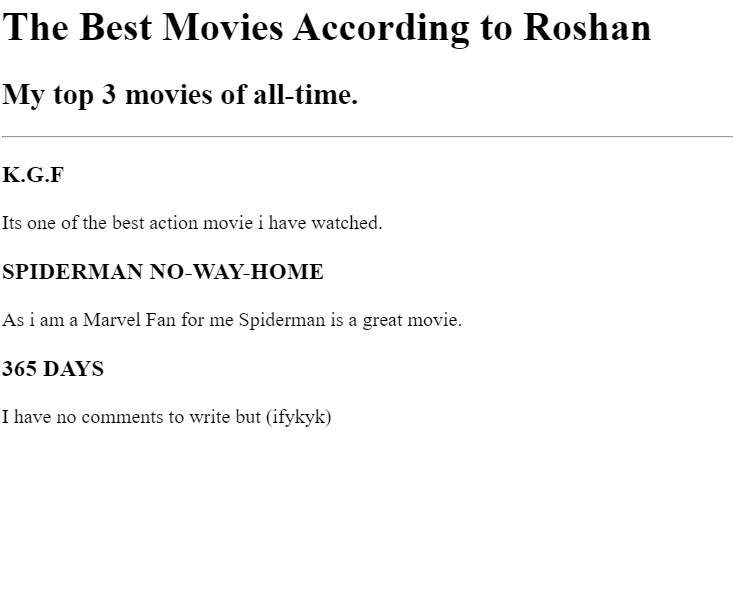 The Best Movies According to Roshan
My top 3 movies of all-time.
K.G.F
Its one of the best action movie i have watched.
SPIDERMAN NO-WAY-HOME
As i am a Marvel Fan for me Spiderman is a great movie.
365 DAYS
I have no comments to write but (ifykyk)